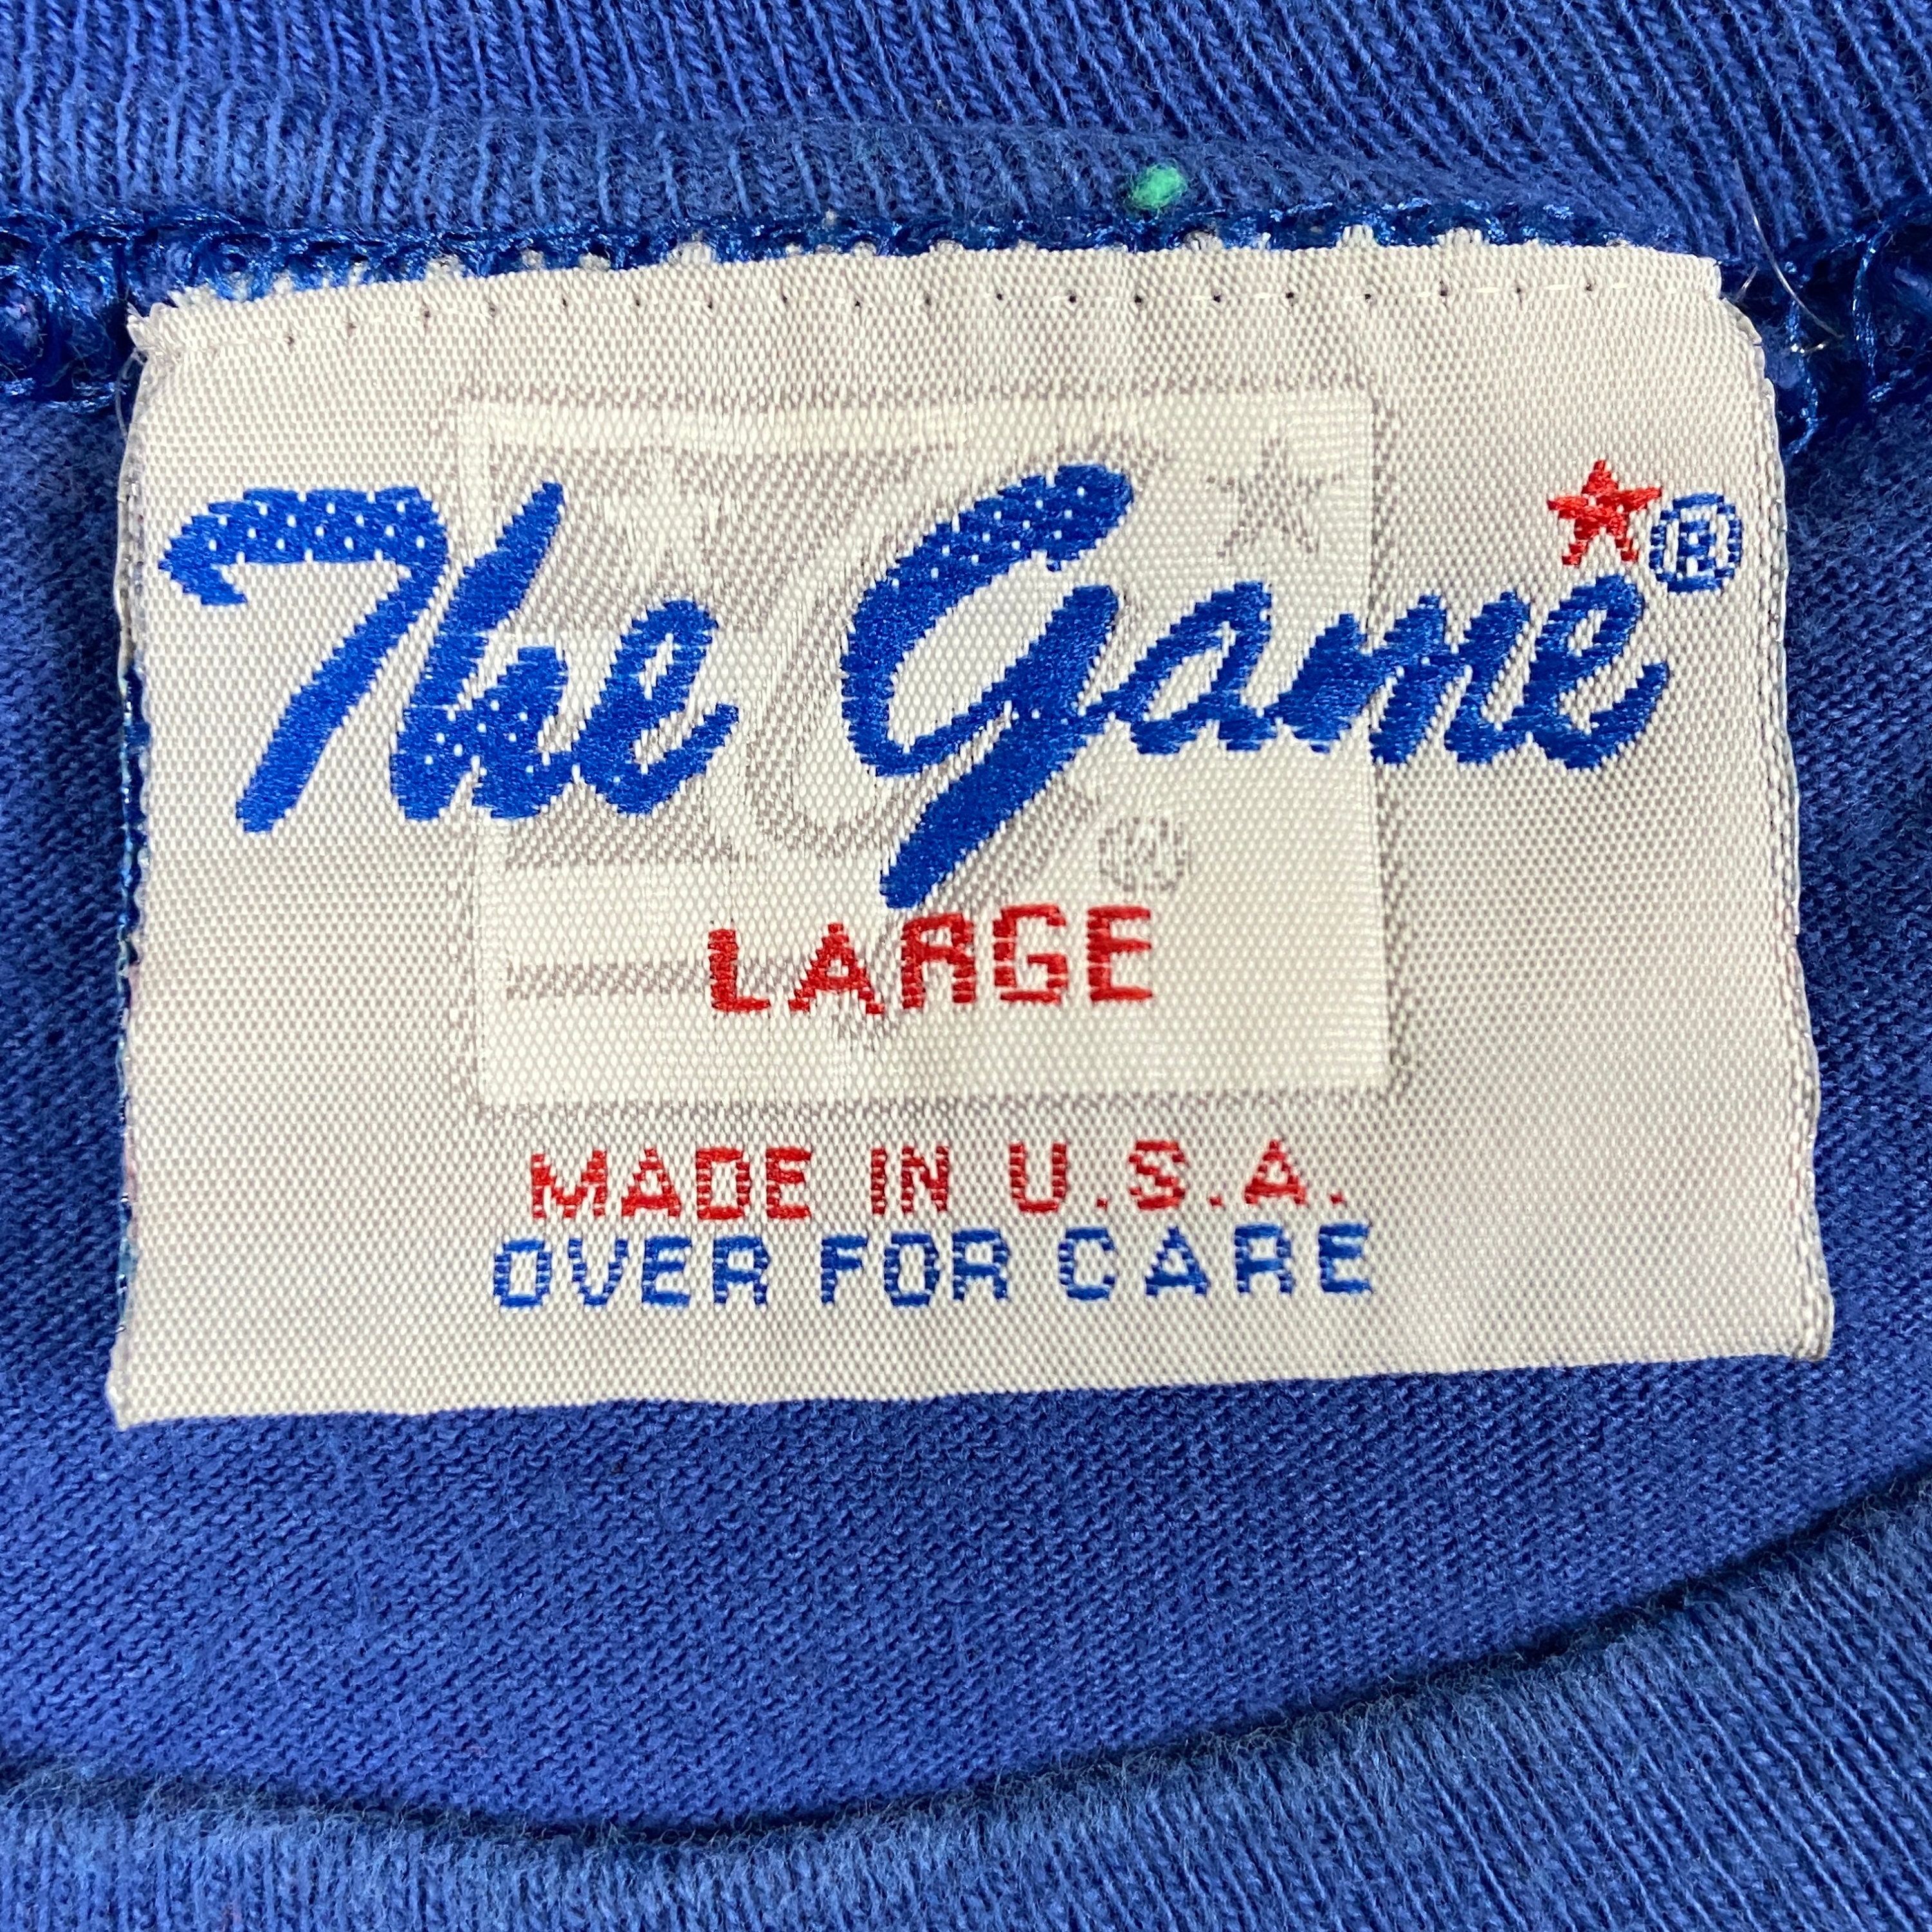 The Game®
LARGE
MADE IN U.S.A.
OVER FOR CARE